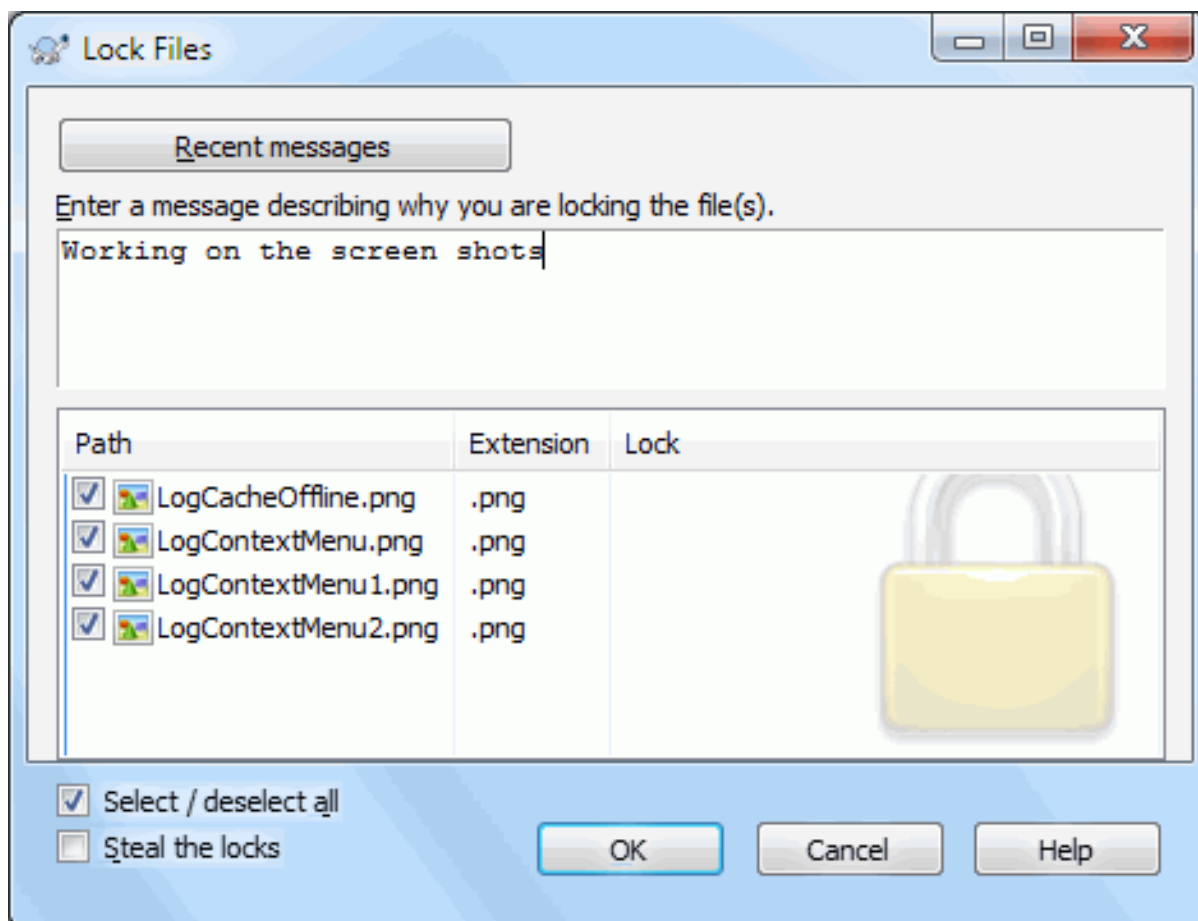 Lock Files
Recent messages
Enter a message describing why you are locking the file(s).
Working on the screen shots
Path Extension Lock
LogCacheOffline.png .png
LogContextMenu.png .png
LogContextMenu1.png .png
LogContextMenu2.png .png
Select / deselect all
Steal the locks
OK Cancel Help